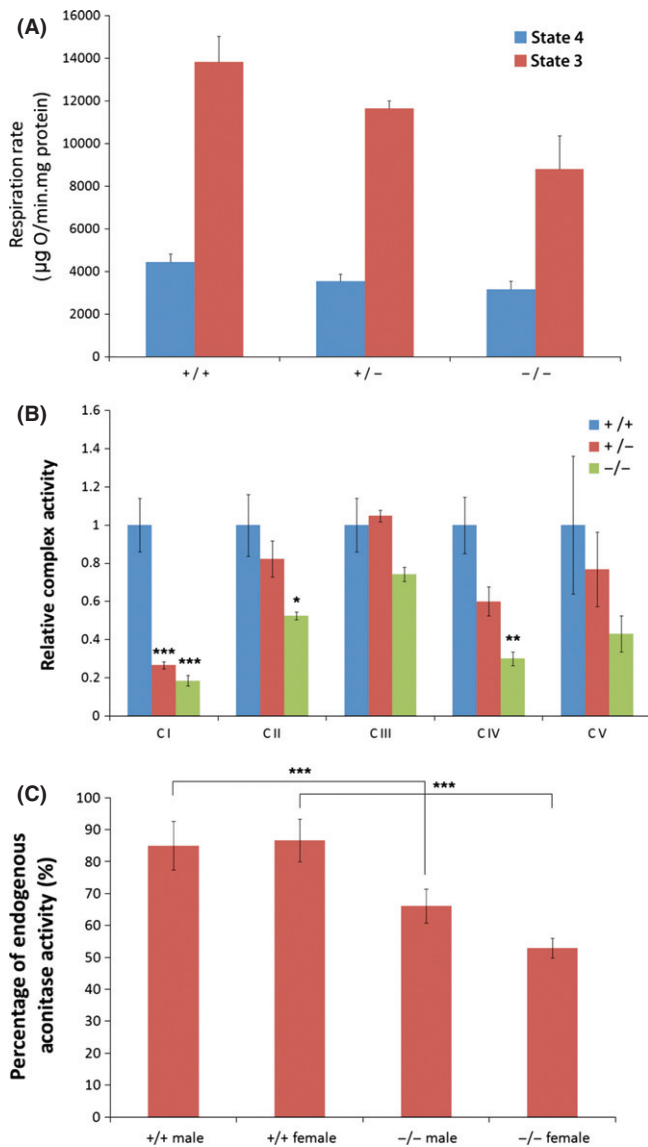 (A)
State 4
State 3
Respiration rate
(µg O/min.mg protein)
16000
14000
12000
10000
8000
6000
4000
2000
0
+/+
+/−
−/−
(B)
+/+
+/−
−/−
Relative complex activity
1.6
1.4
1.2
1
0.8
0.6
0.4
0.2
0
***
***
*
**
C I
C II
C III
C IV
C V
(C)
***
***
Percentage of endogenous
aconitase activity (%)
100
90
80
70
60
50
40
30
20
10
0
+/+ male
+/+ female
−/− male
−/− female